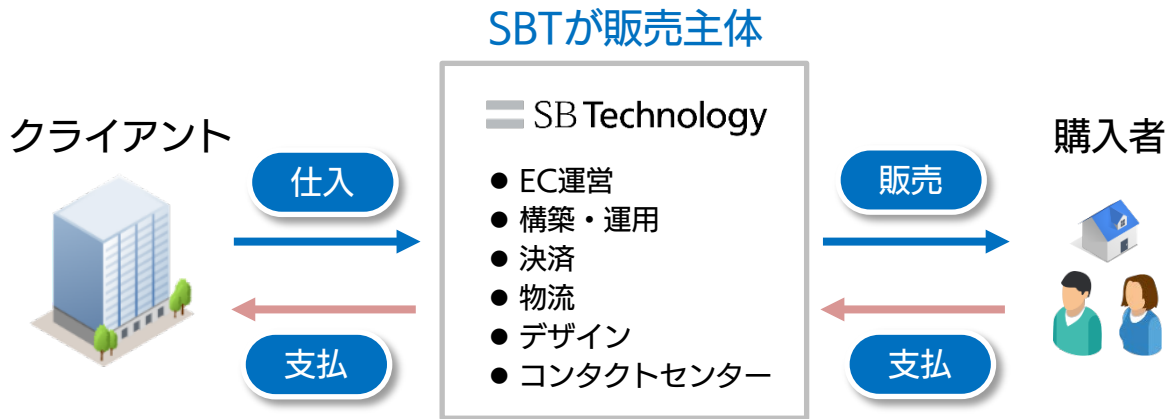 SBTが販売主体
クライアント
仕入
支払
SB Technology
● EC運営
● 構築・運用
● 決済
● 物流
● デザイン
● コンタクトセンター
販売
支払
購入者